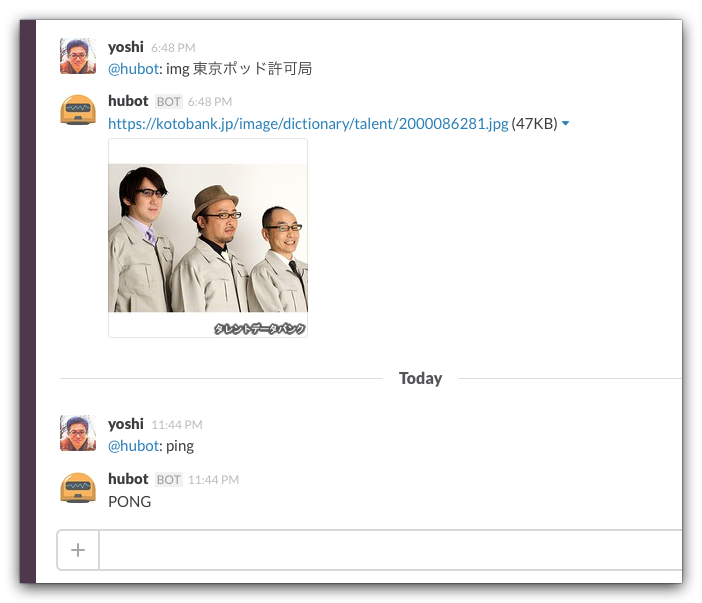 yoshi 6:48 PM
@hubot: img 東京ポッド許可局
hubot BOT 6:48 PM
https://kotobank.jp/image/dictionary/talent/2000086281.jpg (47KB)
タレントデータバンク
Today
yoshi 11:44 PM
@hubot: ping
hubot BOT 11:44 PM
PONG